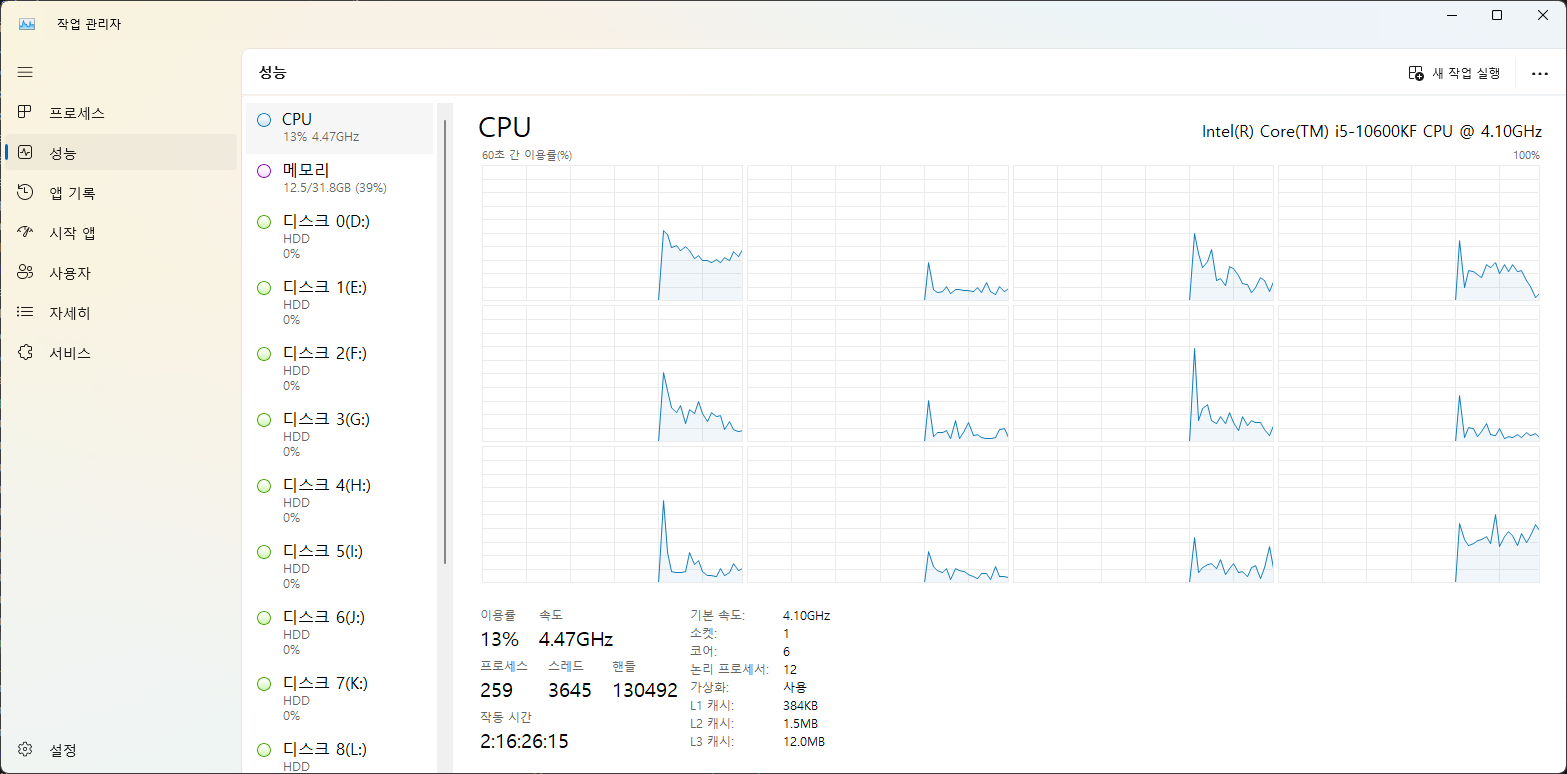 작업 관리자
프로세스
성능
앱 기록
시작 앱
사용자
자세히
서비스
설정
성능
새 작업 실행
CPU
13% 4.47GHz
메모리
12.5/31.8GB (39%)
디스크 0(D:)
HDD
0%
디스크 1(E:)
HDD
0%
디스크 2(F:)
HDD
0%
디스크 3(G:)
HDD
0%
디스크 4(H:)
HDD
0%
디스크 5(I:)
HDD
0%
디스크 6(J:)
HDD
0%
디스크 7(K:)
HDD
0%
디스크 8(L:)
HDD
CPU
Intel(R) Core(TM) i5-10600KF CPU @ 4.10GHz
60초 간 이용률(%)
100%
이용률 속도
13% 4.47GHz
프로세스 스레드 핸들
259 3645 130492
작동 시간
2:16:26:15
기본 속도: 4.10GHz
소켓: 1
코어: 6
논리 프로세서: 12
가상화: 사용
L1 캐시: 384KB
L2 캐시: 1.5MB
L3 캐시: 12.0MB